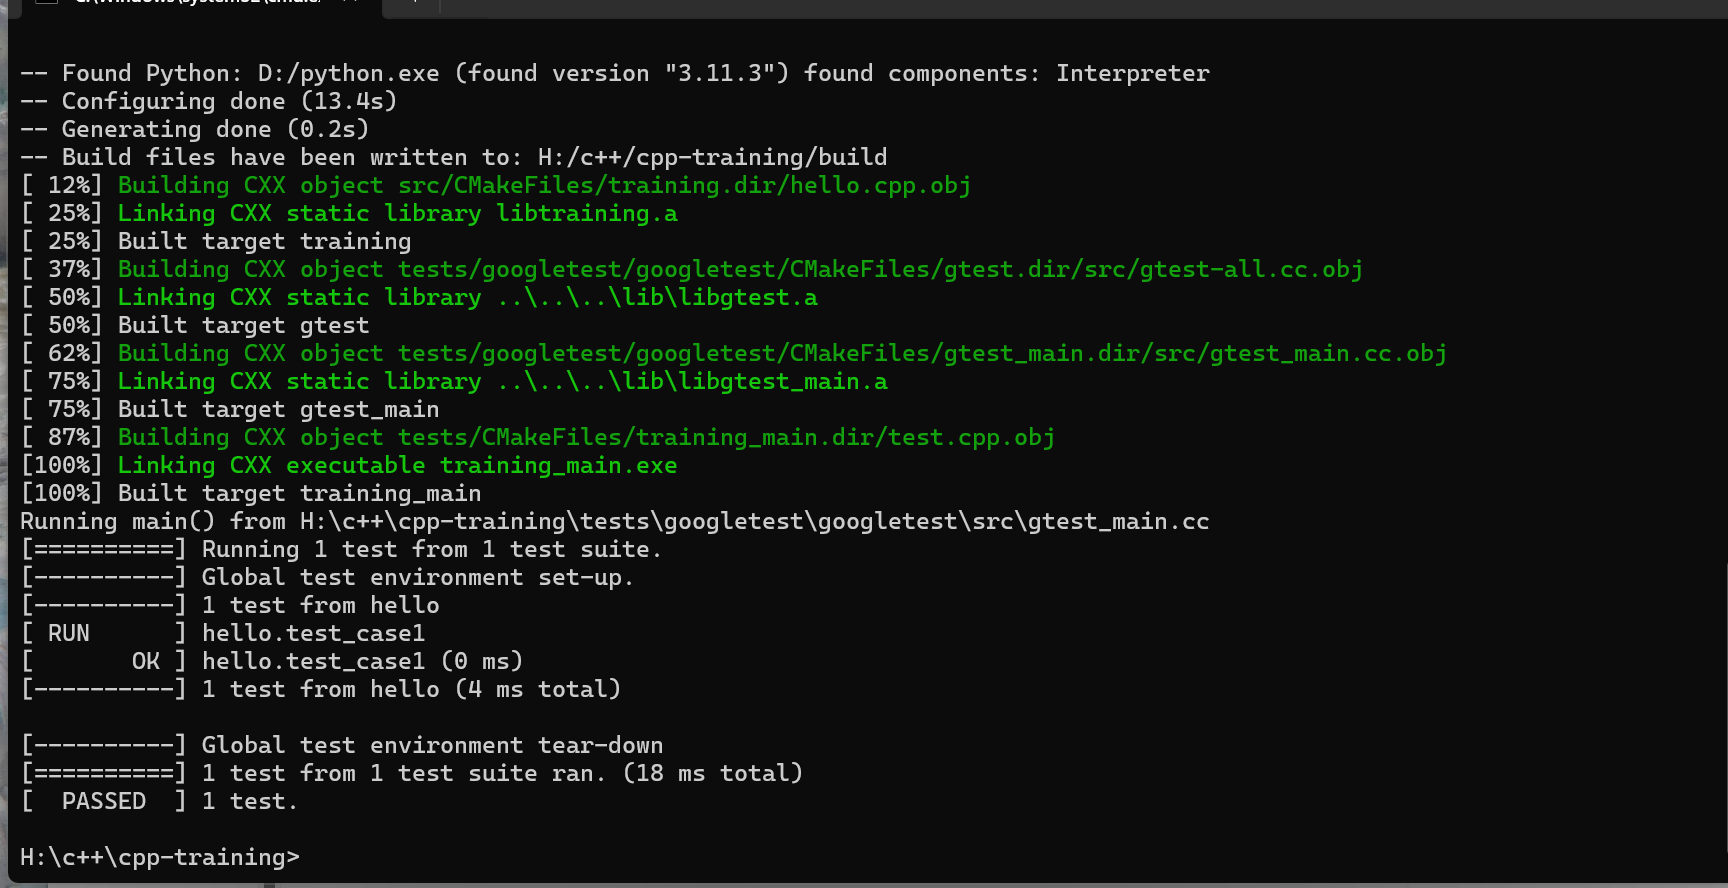 -- Found Python: D:/python.exe (found version "3.11.3") found components: Interpreter
-- Configuring done (13.4s)
-- Generating done (0.2s)
-- Build files have been written to: H:/c++/cpp-training/build
[ 12%] Building CXX object src/CMakeFiles/training.dir/hello.cpp.obj
[ 25%] Linking CXX static library libtraining.a
[ 25%] Built target training
[ 37%] Building CXX object tests/googletest/googletest/CMakeFiles/gtest.dir/src/gtest-all.cc.obj
[ 50%] Linking CXX static library ..\..\..\lib\libgtest.a
[ 50%] Built target gtest
[ 62%] Building CXX object tests/googletest/googletest/CMakeFiles/gtest_main.dir/src/gtest_main.cc.obj
[ 75%] Linking CXX static library ..\..\..\lib\libgtest_main.a
[ 75%] Built target gtest_main
[ 87%] Building CXX object tests/CMakeFiles/training_main.dir/test.cpp.obj
[100%] Linking CXX executable training_main.exe
[100%] Built target training_main
Running main() from H:\c++\cpp-training\tests\googletest\googletest\src\gtest_main.cc
[==========] Running 1 test from 1 test suite.
[----------] Global test environment set-up.
[----------] 1 test from hello
[ RUN      ] hello.test_case1
[       OK ] hello.test_case1 (0 ms)
[----------] 1 test from hello (4 ms total)
[----------] Global test environment tear-down
[==========] 1 test from 1 test suite ran. (18 ms total)
[  PASSED  ] 1 test.
H:\c++\cpp-training>